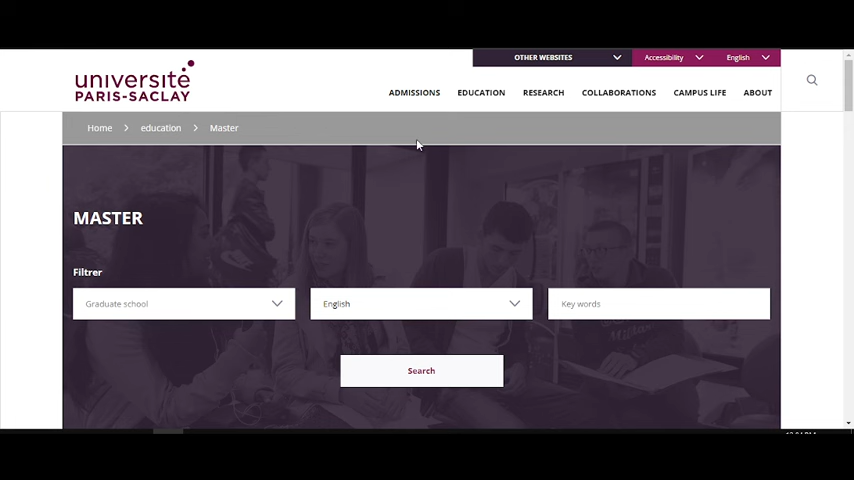 OTHER WEBSITES
Accessibility
English
université
PARIS-SACLAY
ADMISSIONS
EDUCATION
RESEARCH
COLLABORATIONS
CAMPUS LIFE
ABOUT
Home
education
Master
MASTER
Filtrer
Graduate school
English
Key words
Search